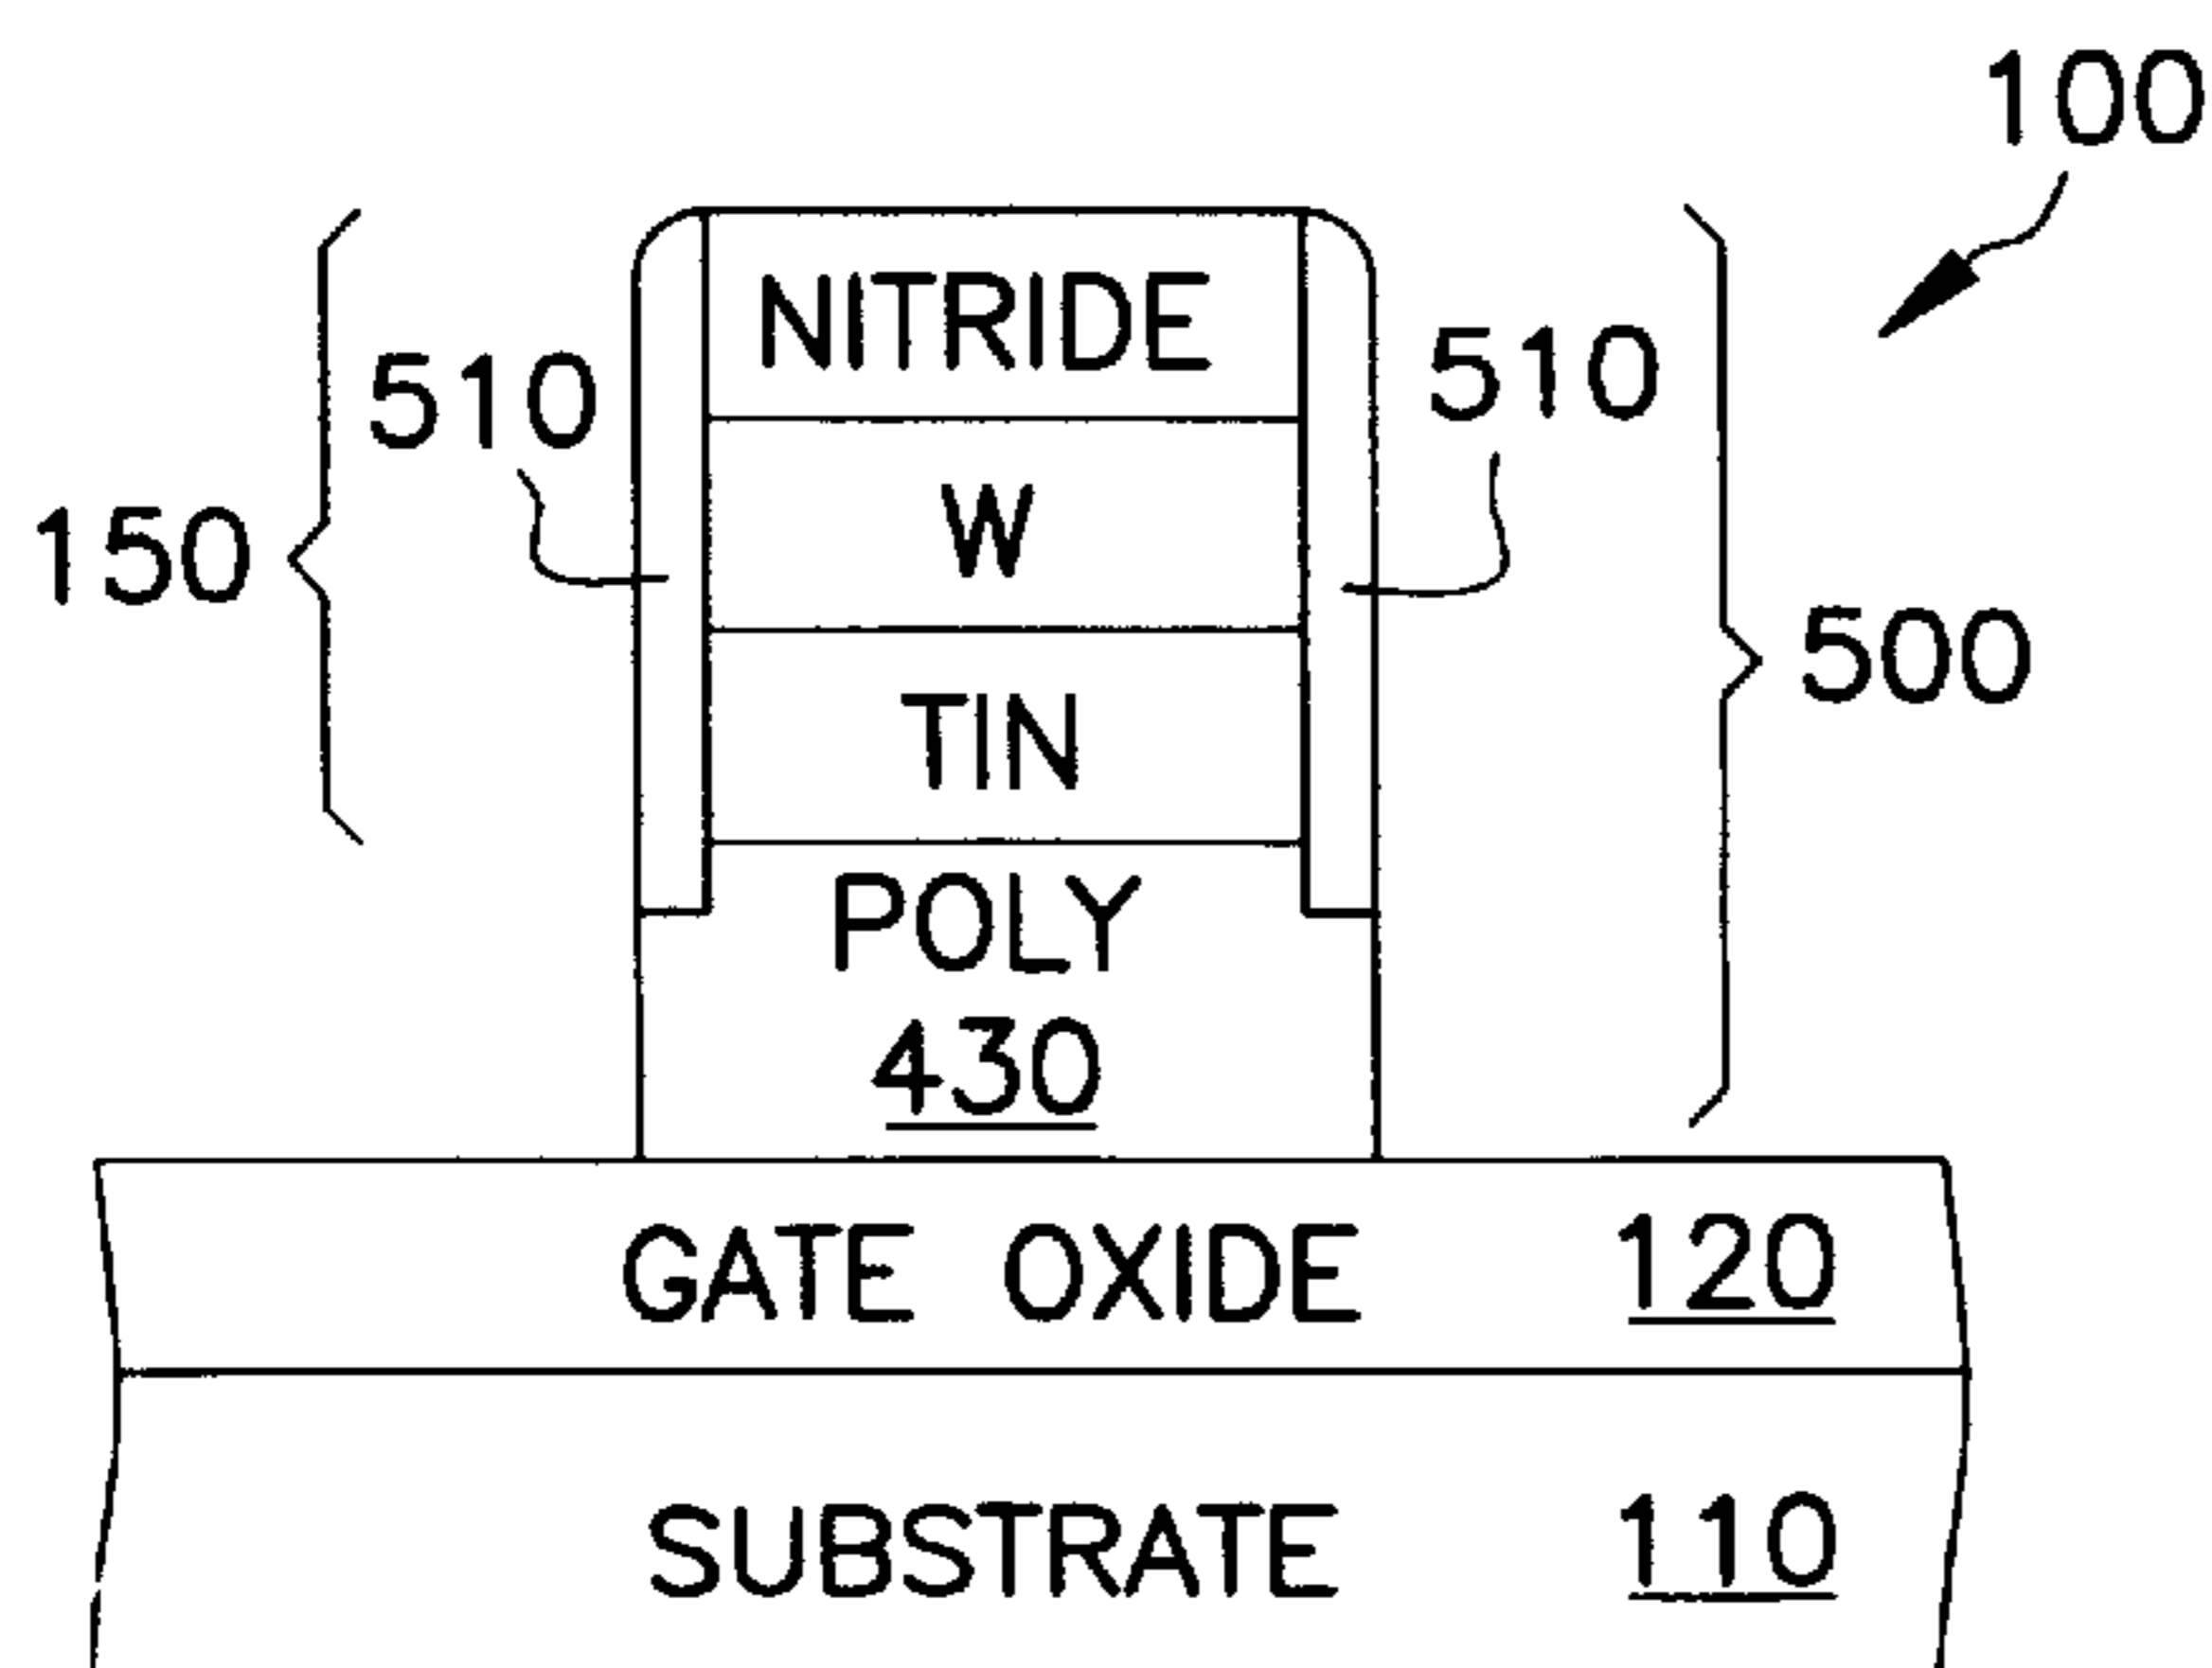 100
NITRIDE
510
510
W
150
500
TIN
POLY
430
GATE OXIDE 120
SUBSTRATE 110